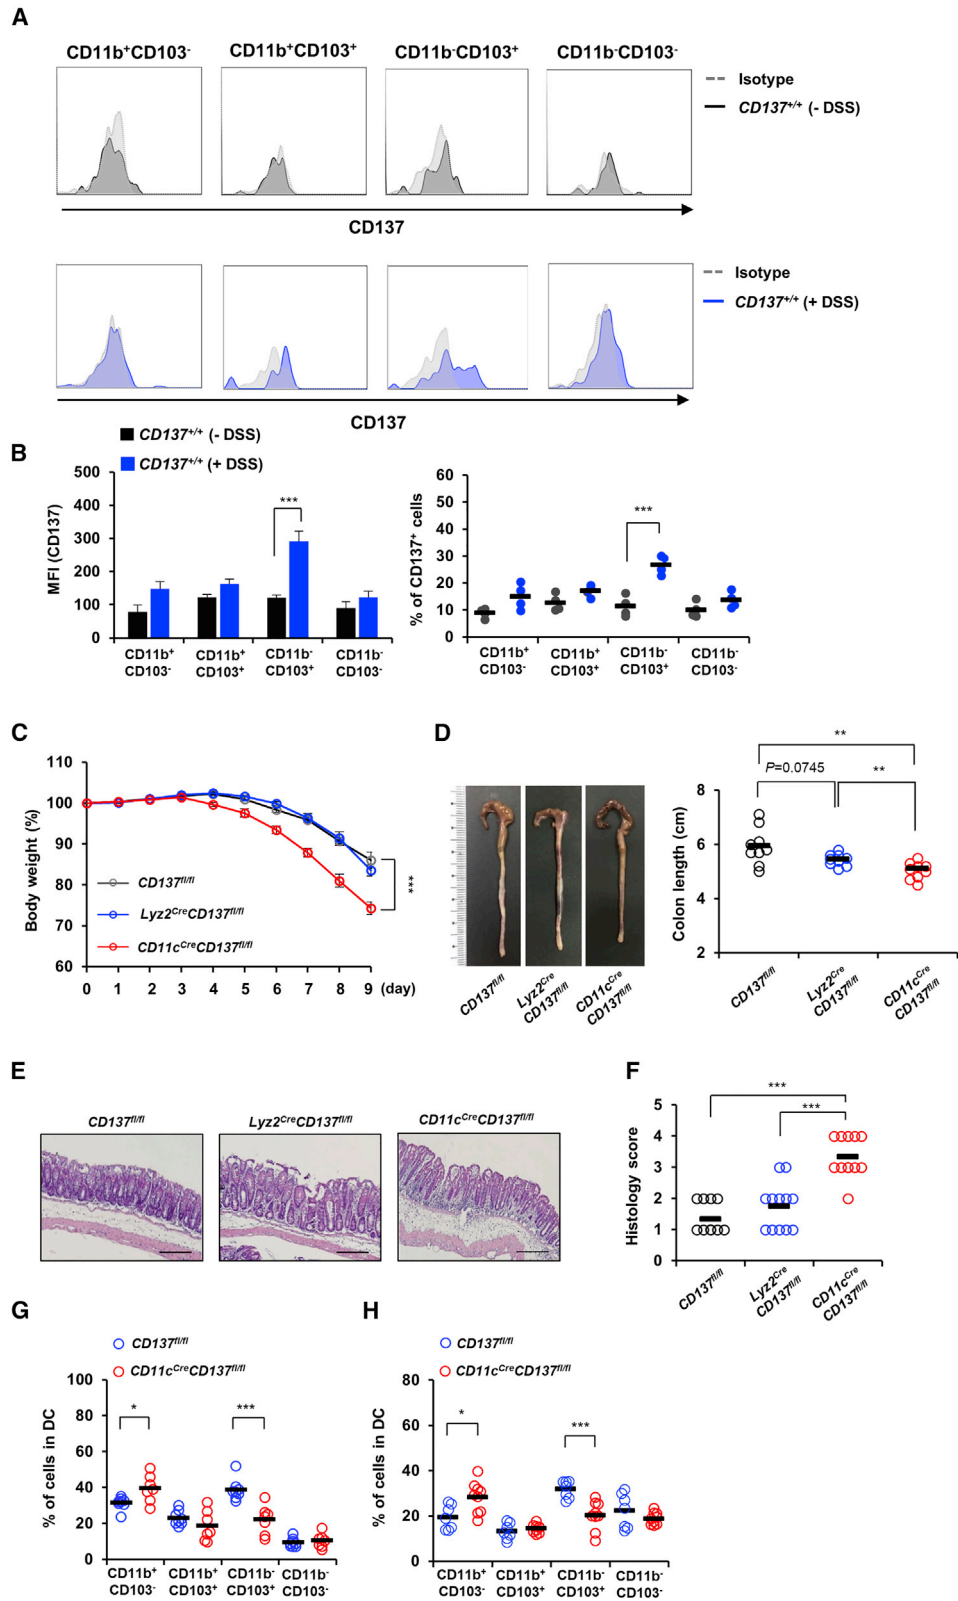 A
CD11b+CD103- CD11b+CD103+ CD11b-CD103+ CD11b-CD103-
Isotype
CD137+/+ (- DSS)
CD137
Isotype
CD137+/+ (+ DSS)
CD137
B
CD137+/+ (- DSS)
CD137+/+ (+ DSS)
MFI (CD137)
500
400
300
200
100
0
***
CD11b+ CD11b+ CD11b- CD11b-
CD103- CD103+ CD103+ CD103-
% of CD137+ cells
60
50
40
30
20
10
0
***
CD11b+ CD11b+ CD11b- CD11b-
CD103- CD103+ CD103+ CD103-
C
Body weight (%)
110
100
90
80
70
60
CD137fl/fl
Lyz2CreCD137fl/fl
CD11cCreCD137fl/fl
***
0 1 2 3 4 5 6 7 8 9 (day)
D
CD137fl/fl
Lyz2Cre
CD137fl/fl
CD11cCre
CD137fl/fl
**
P=0.0745
**
Colon length (cm)
8
6
4
2
CD137fl/fl
Lyz2Cre
CD137fl/fl
CD11cCre
CD137fl/fl
E
CD137fl/fl Lyz2CreCD137fl/fl CD11cCreCD137fl/fl
F
***
***
Histology score
5
4
3
2
1
0
CD137fl/fl
Lyz2Cre
CD137fl/fl
CD11cCre
CD137fl/fl
G
CD137fl/fl
CD11cCreCD137fl/fl
% of cells in DC
100
80
60
40
20
0
* ***
CD11b+ CD11b+ CD11b- CD11b-
CD103- CD103+ CD103+ CD103-
H
CD137fl/fl
CD11cCreCD137fl/fl
% of cells in DC
80
60
40
20
0
* ***
CD11b+ CD11b+ CD11b- CD11b-
CD103- CD103+ CD103+ CD103-